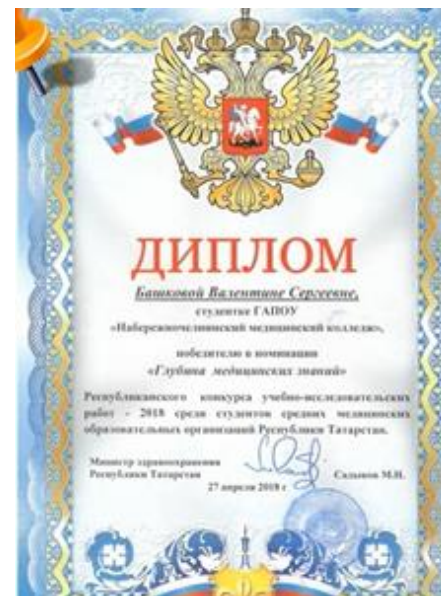 ДИПЛОМ
Башковой Валентине Сергеевне,
студентке ГАПОУ
«Набережночелнинский медицинский колледж»,
победителю в номинации
«Глубина медицинских знаний»
Республиканского конкурса учебно-исследовательских
работ - 2018 среди студентов средних медицинских
образовательных организаций Республики Татарстан.
Министр здравоохранения
Республики Татарстан
Садыков М.Н.
27 апреля 2018 г